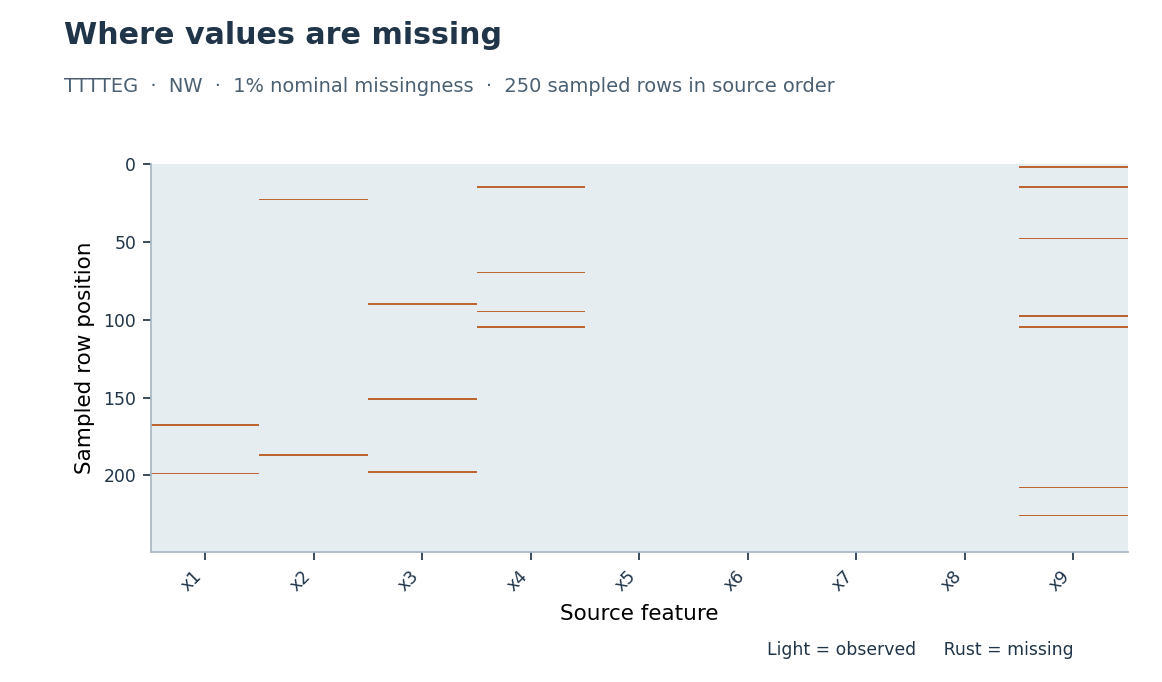 Where values are missing
TTTTEG · NW · 1% nominal missingness · 250 sampled rows in source order
0
50
100
150
200
Sampled row position
x1 x2 x3 x4 x5 x6 x7 x8 x9
Source feature
Light = observed Rust = missing